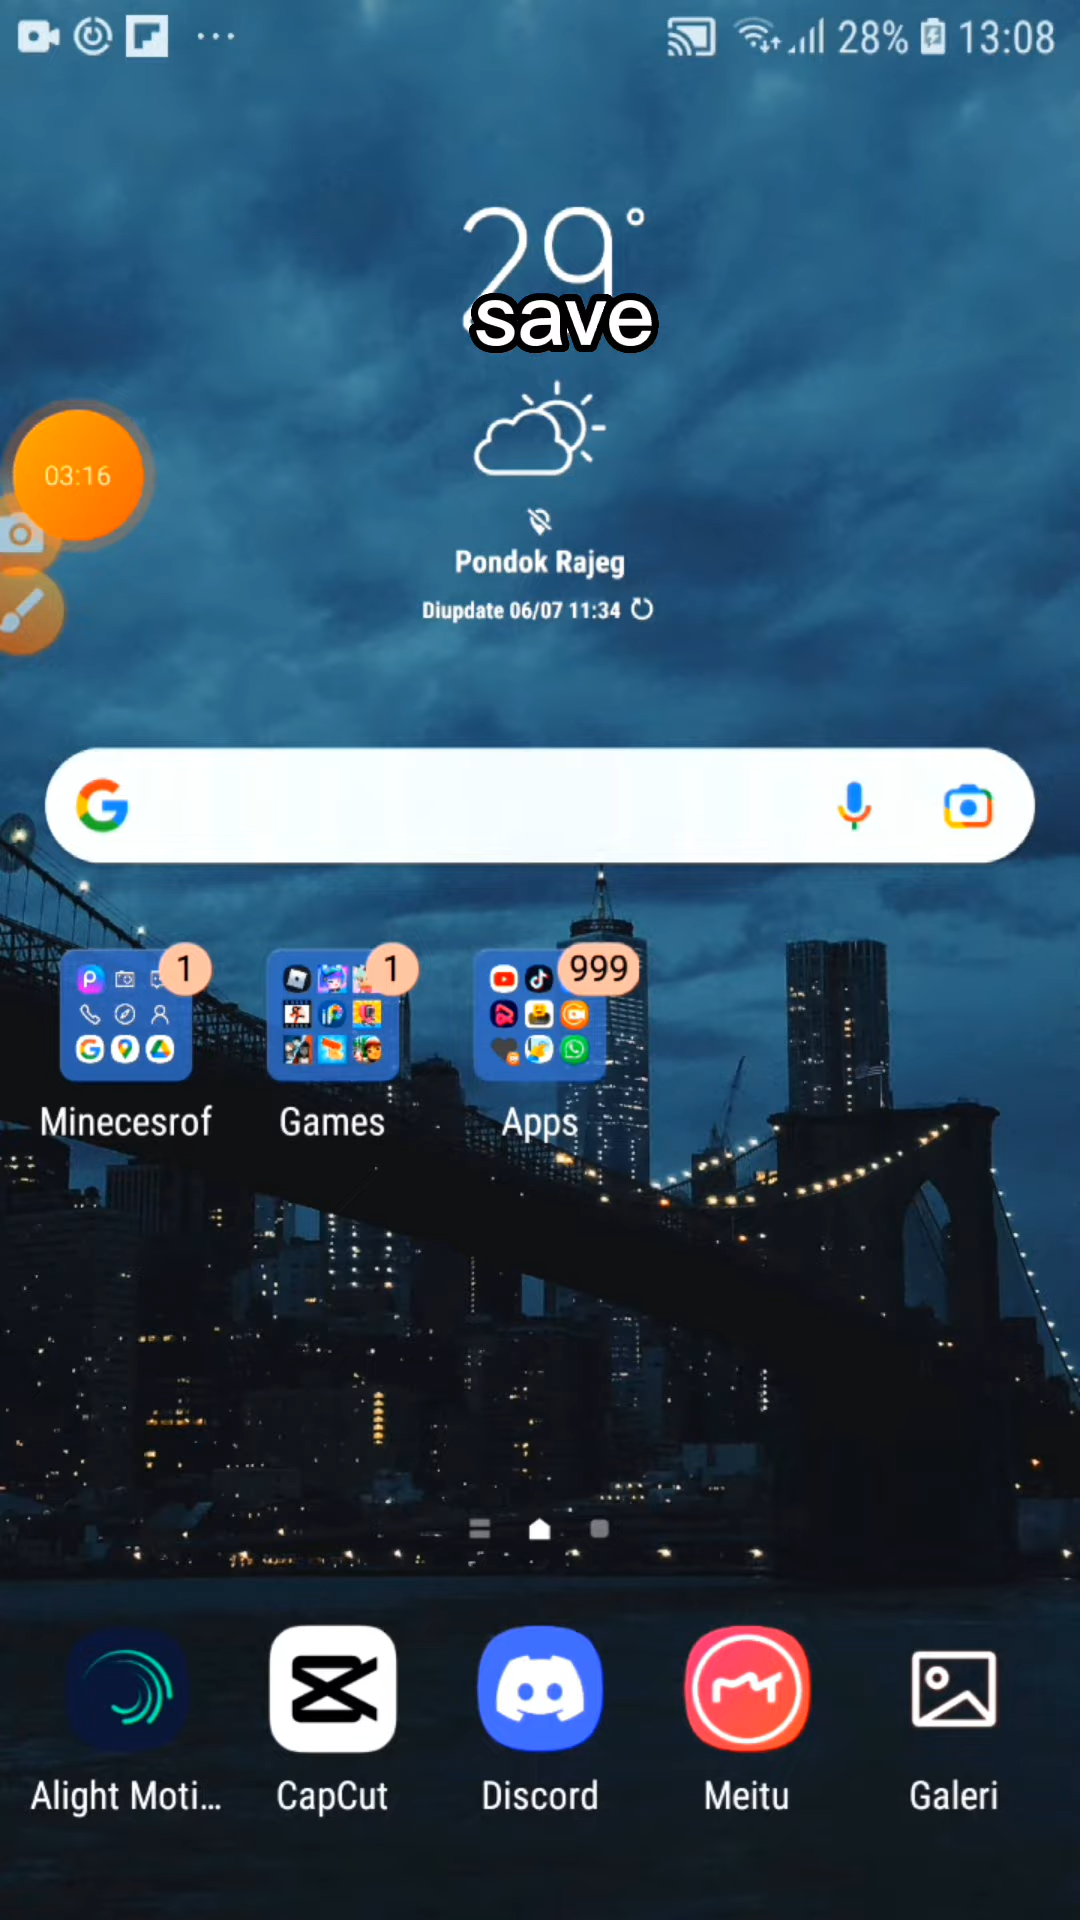 28% 13:08
29°
save
03:16
Pondok Rajeg
Diupdate 06/07 11:34
1
1
999
Minecesrof
Games
Apps
Alight Moti...
CapCut
Discord
Meitu
Galeri